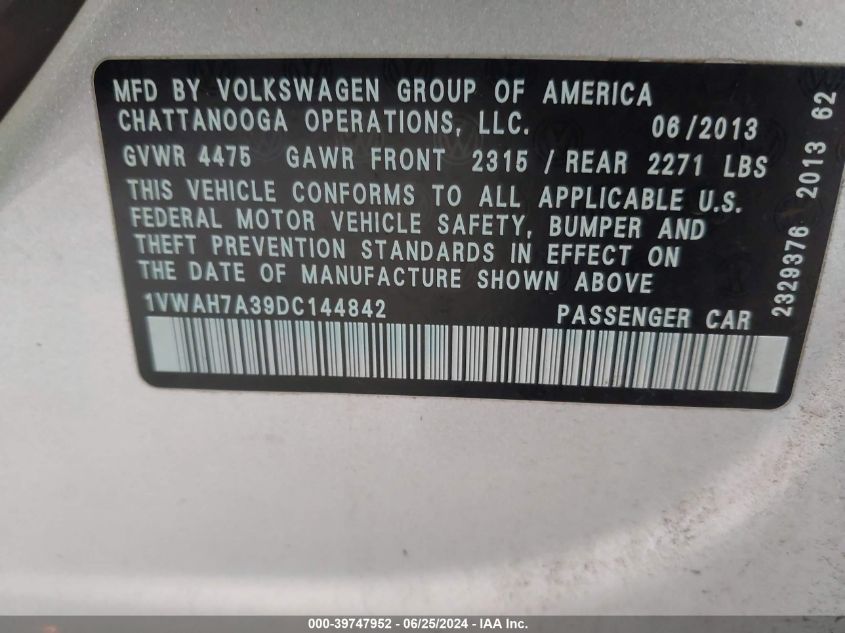 MFD BY VOLKSWAGEN GROUP OF AMERICA
CHATTANOOGA OPERATIONS, LLC. 06/2013
GVWR 4475 GAWR FRONT 2315 / REAR 2271 LBS
THIS VEHICLE CONFORMS TO ALL APPLICABLE U.S.
FEDERAL MOTOR VEHICLE SAFETY, BUMPER AND
THEFT PREVENTION STANDARDS IN EFFECT ON
THE DATE OF MANUFACTURE SHOWN ABOVE
1VWAH7A39DC144842 PASSENGER CAR
2329376 2013 62
000-39747952 - 06/25/2024 - IAA Inc.